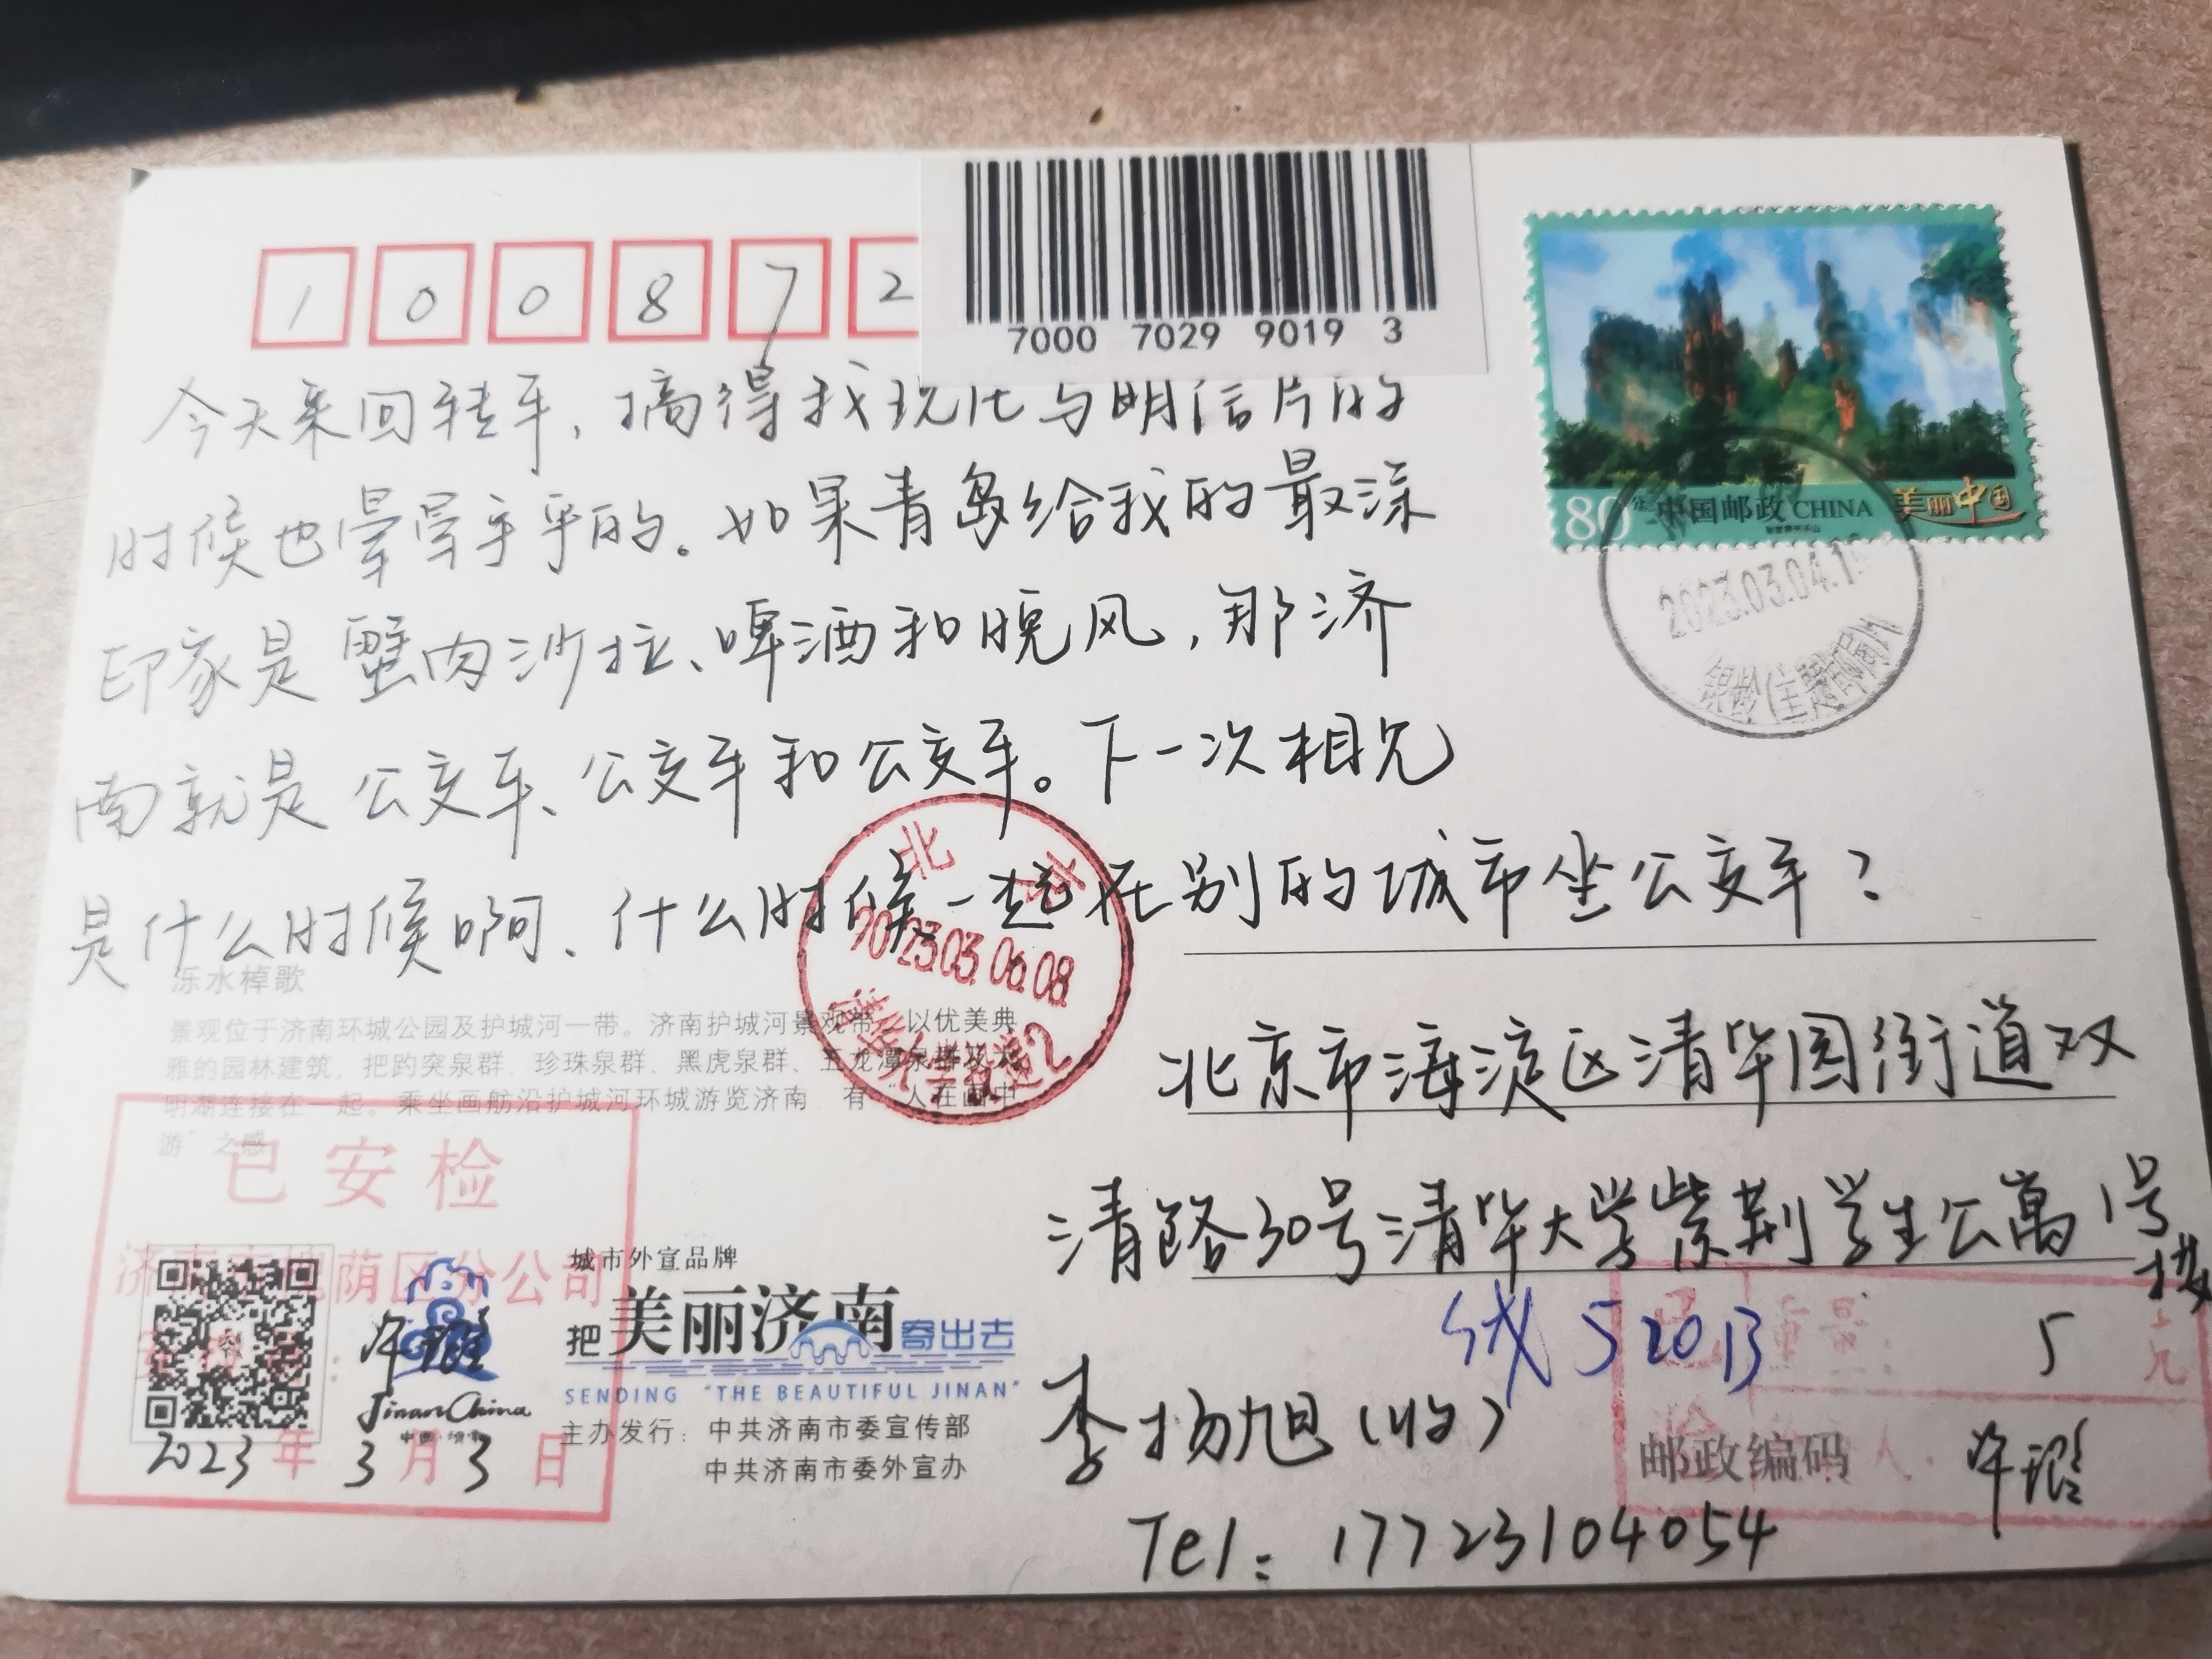 100872
7000 7029 9019 3
80分 中国邮政 CHINA 美丽中国
2023.03.04.1
今天来回转车，搞得我现在写明信片的
时候也晕晕乎乎的。如果青岛给我的最深
印象是蟹肉沙拉、啤酒和晚风，那济
南就是公交车、公交车和公交车。下一次相见
是什么时候啊、什么时候一起在别的城市坐公交车？
北京
2023.03.06.08
泺水棹歌
景观位于济南环城公园及护城河一带。济南护城河景观带，以优美典
雅的园林建筑，把趵突泉群、珍珠泉群、黑虎泉群、五龙潭泉群及大
明湖连接在一起。乘坐画舫沿护城河环城游览济南 有“人在画中
游”之感
北京市海淀区清华园街道双
清路30号清华大学紫荆学生公寓1号
楼
已安检
济南市 荫区分公司
2023年3月3日
Jinan China
城市外宣品牌
把美丽济南寄出去
SENDING "THE BEAUTIFUL JINAN"
主办发行：中共济南市委宣传部
中共济南市委外宣办
52013
5 元
李扬旭（收）
邮政编码
Tel：17723104054